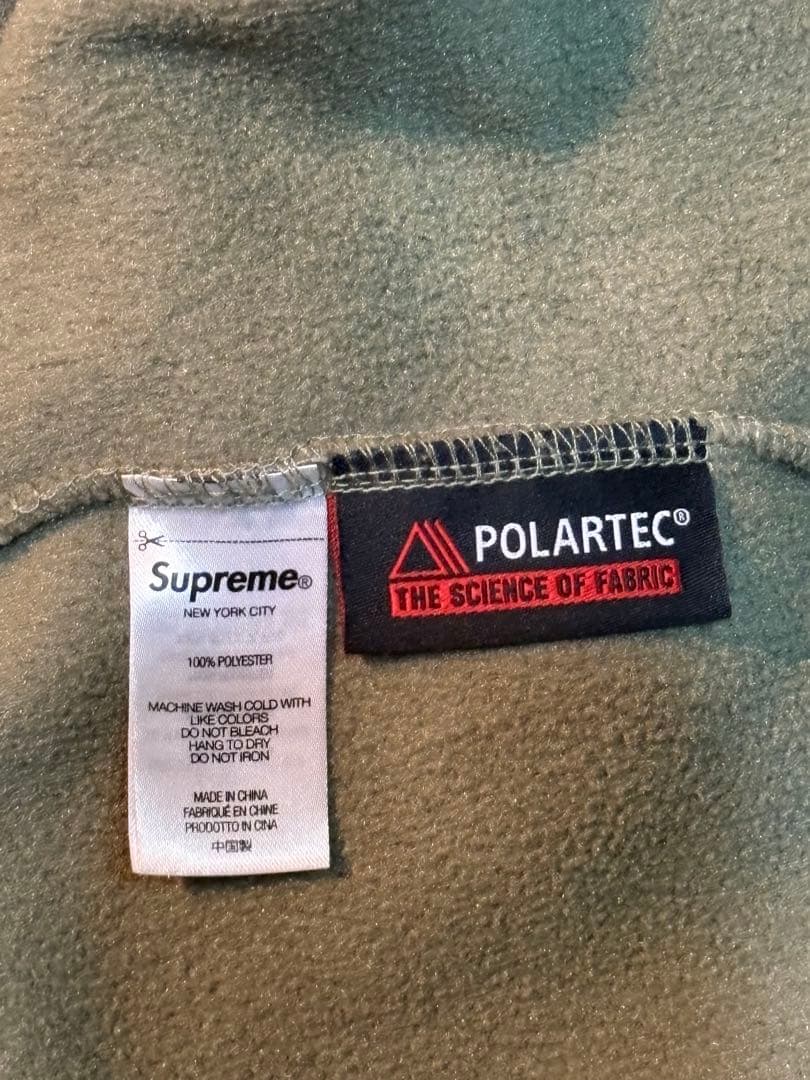 Supreme®
NEW YORK CITY
100% POLYESTER
MACHINE WASH COLD WITH
LIKE COLORS
DO NOT BLEACH
HANG TO DRY
DO NOT IRON
MADE IN CHINA
FABRIQUÉ EN CHINE
PRODOTTO IN CINA
中国製
POLARTEC®
THE SCIENCE OF FABRIC